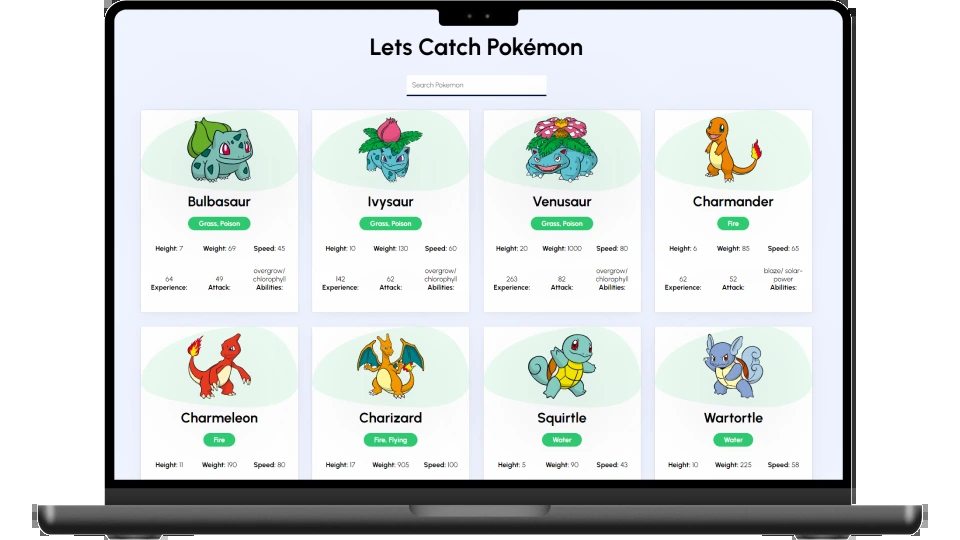 Lets Catch Pokémon
Search Pokemon
Bulbasaur
Grass, Poison
Height: 7 Weight: 69 Speed: 45
64
Experience:
49
Attack:
overgrow/
chlorophyll
Abilities:
Ivysaur
Grass, Poison
Height: 10 Weight: 130 Speed: 60
142
Experience:
62
Attack:
overgrow/
chlorophyll
Abilities:
Venusaur
Grass, Poison
Height: 20 Weight: 1000 Speed: 80
263
Experience:
82
Attack:
overgrow/
chlorophyll
Abilities:
Charmander
Fire
Height: 6 Weight: 85 Speed: 65
62
Experience:
52
Attack:
blaze/ solar-
power
Abilities:
Charmeleon
Fire
Height: 11 Weight: 190 Speed: 80
Charizard
Fire, Flying
Height: 17 Weight: 905 Speed: 100
Squirtle
Water
Height: 5 Weight: 90 Speed: 43
Wartortle
Water
Height: 10 Weight: 225 Speed: 58